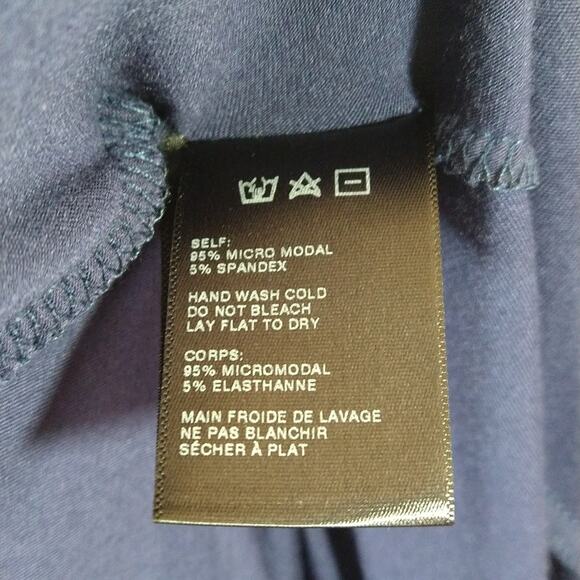 SELF:
95% MICRO MODAL
5% SPANDEX
HAND WASH COLD
DO NOT BLEACH
LAY FLAT TO DRY
CORPS:
95% MICROMODAL
5% ELASTHANNE
MAIN FROIDE DE LAVAGE
NE PAS BLANCHIR
SÉCHER À PLAT